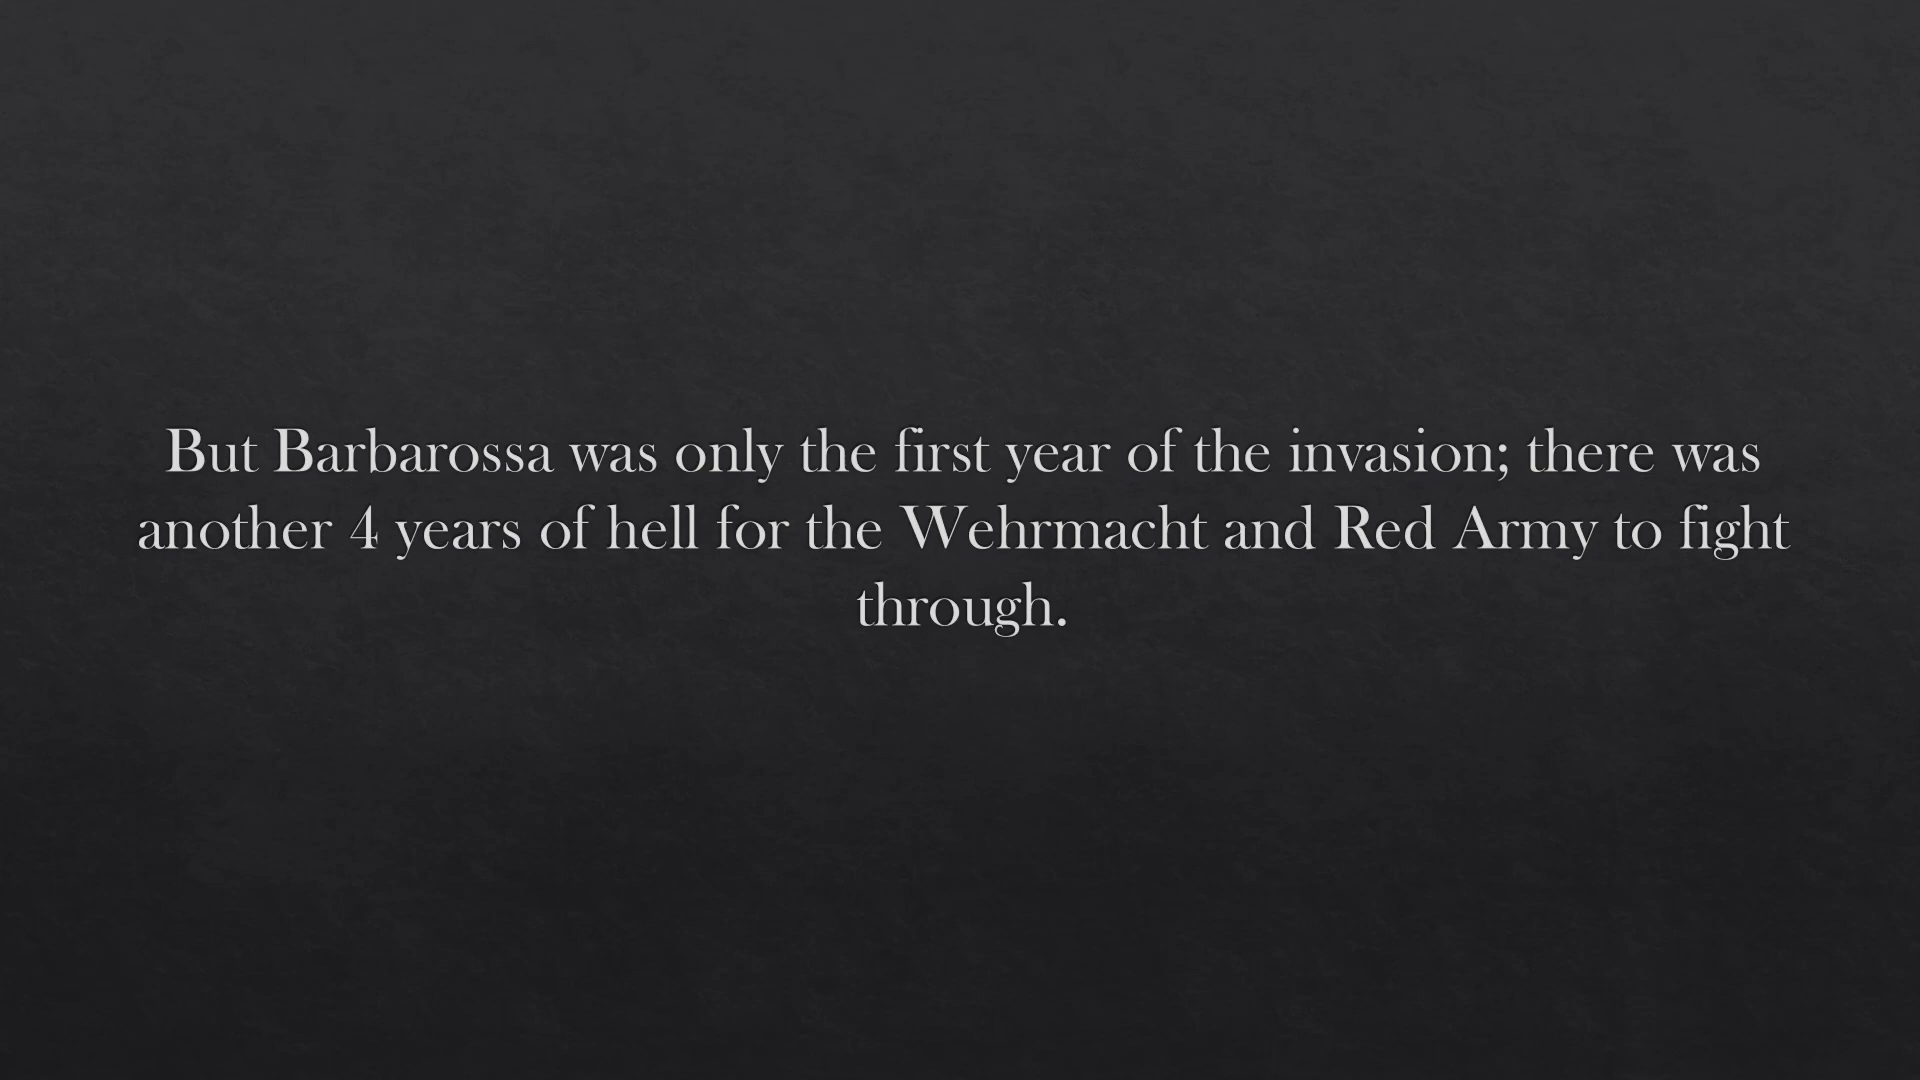 But Barbarossa was only the first year of the invasion; there was
another 4 years of hell for the Wehrmacht and Red Army to fight
through.